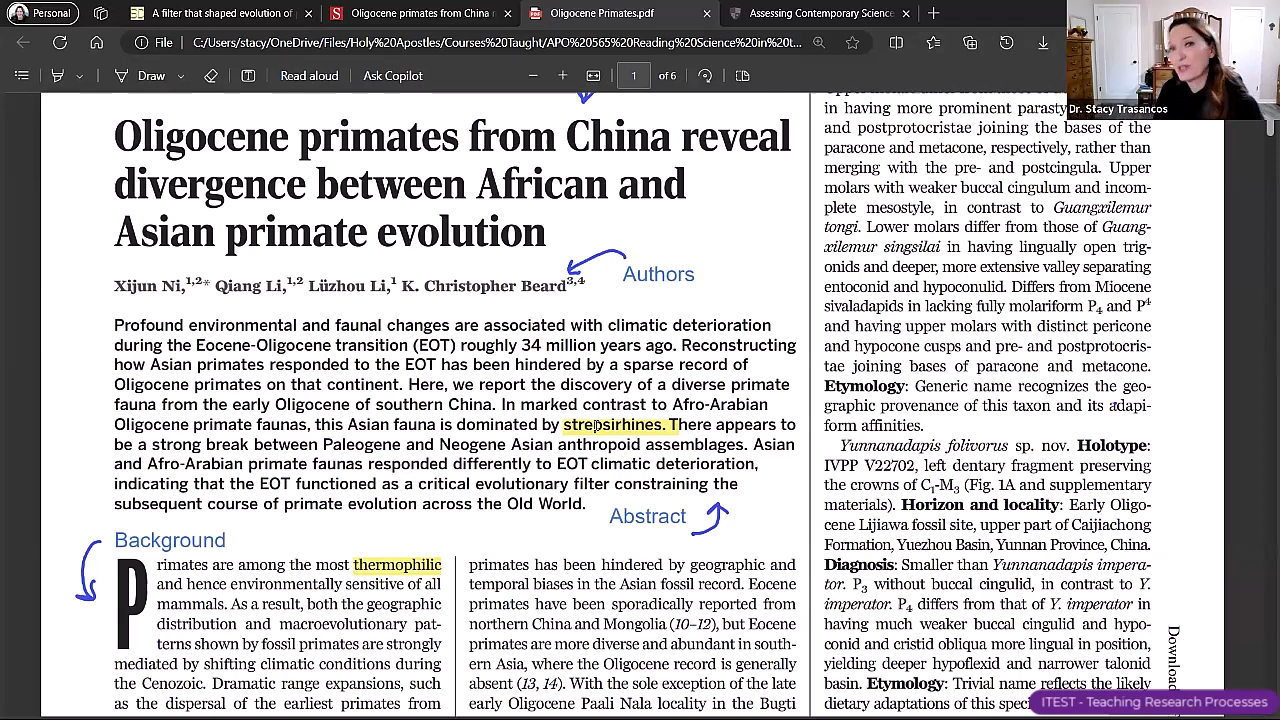 Personal
A filter that shaped evolution of
Oligocene primates from China r
Oligocene Primates.pdf
Assessing Contemporary Science
File
C:/Users/stacy/OneDrive/Files/Holy%20Apostles/Courses%20Taught/APO%20565%20Reading%20Science%20in%20t...
Draw
Read aloud
Ask Copilot
1
of 6
Dr. Stacy Trasancos
Oligocene primates from China reveal
divergence between African and
Asian primate evolution
Authors
Xijun Ni,1,2* Qiang Li,1,2 Lüzhou Li,1 K. Christopher Beard3,4
Profound environmental and faunal changes are associated with climatic deterioration
during the Eocene-Oligocene transition (EOT) roughly 34 million years ago. Reconstructing
how Asian primates responded to the EOT has been hindered by a sparse record of
Oligocene primates on that continent. Here, we report the discovery of a diverse primate
fauna from the early Oligocene of southern China. In marked contrast to Afro-Arabian
Oligocene primate faunas, this Asian fauna is dominated by strepsirhines. There appears to
be a strong break between Paleogene and Neogene Asian anthropoid assemblages. Asian
and Afro-Arabian primate faunas responded differently to EOT climatic deterioration,
indicating that the EOT functioned as a critical evolutionary filter constraining the
subsequent course of primate evolution across the Old World.
Abstract
Background
Primates are among the most thermophilic
and hence environmentally sensitive of all
mammals. As a result, both the geographic
distribution and macroevolutionary pat-
terns shown by fossil primates are strongly
mediated by shifting climatic conditions during
the Cenozoic. Dramatic range expansions, such
as the dispersal of the earliest primates from
primates has been hindered by geographic and
temporal biases in the Asian fossil record. Eocene
primates have been sporadically reported from
northern China and Mongolia (10–12), but Eocene
primates are more diverse and abundant in south-
ern Asia, where the Oligocene record is generally
absent (13, 14). With the sole exception of the late
early Oligocene Paali Nala locality in the Bugti
in having more prominent parasty
and postprotocristae joining the bases of the
paracone and metacone, respectively, rather than
merging with the pre- and postcingula. Upper
molars with weaker buccal cingulum and incom-
plete mesostyle, in contrast to Guangxilemur
tongi. Lower molars differ from those of Guang-
xilemur singsilai in having lingually open trig-
onids and deeper, more extensive valley separating
entoconid and hypoconulid. Differs from Miocene
sivaladapids in lacking fully molariform P4 and P4
and having upper molars with distinct pericone
and hypocone cusps and pre- and postprotocris-
tae joining bases of paracone and metacone.
Etymology: Generic name recognizes the geo-
graphic provenance of this taxon and its adapi-
form affinities.
Yunnanadapis folivorus sp. nov. Holotype:
IVPP V22702, left dentary fragment preserving
the crowns of C1-M3 (Fig. 1A and supplementary
materials). Horizon and locality: Early Oligo-
cene Lijiawa fossil site, upper part of Caijiachong
Formation, Yuezhou Basin, Yunnan Province, China.
Diagnosis: Smaller than Yunnanadapis impera-
tor. P3 without buccal cingulid, in contrast to Y.
imperator. P4 differs from that of Y. imperator in
having much weaker buccal cingulid and hypo-
conid and cristid obliqua more lingual in position,
yielding deeper hypoflexid and narrower talonid
basin. Etymology: Trivial name reflects the likely
dietary adaptations of this spec
Download
ITEST - Teaching Research Processes